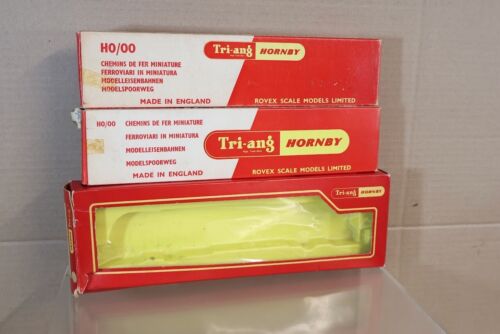 HO/OO
Tri-ang HORNBY
CHEMINS DE FER MINIATURE
FERROVIARI IN MINIATURA
MODELLEISENBAHNEN
MODELSPOORWEG
MADE IN ENGLAND
ROVEX SCALE MODELS LIMITED
HO/OO CHEMINS DE FER MINIATURE
FERROVIARI IN MINIATURA
MODELLEISENBAHNEN
MODELSPOORWEG
Tri-ang HORNBY
MADE IN ENGLAND
ROVEX SCALE MODELS LIMITED
Tri-ang HORNBY